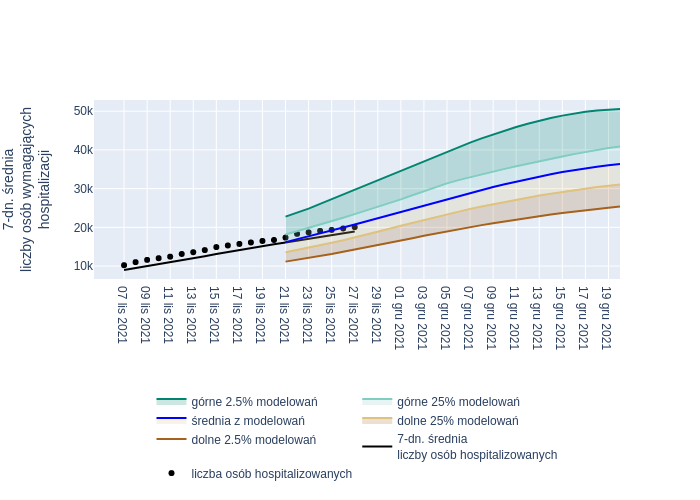 7-dn. średnia
liczby osób wymagających
hospitalizacji
50k
40k
30k
20k
10k
07 lis 2021
09 lis 2021
11 lis 2021
13 lis 2021
15 lis 2021
17 lis 2021
19 lis 2021
21 lis 2021
23 lis 2021
25 lis 2021
27 lis 2021
29 lis 2021
01 gru 2021
03 gru 2021
05 gru 2021
07 gru 2021
09 gru 2021
11 gru 2021
13 gru 2021
15 gru 2021
17 gru 2021
19 gru 2021
górne 2.5% modelowań
górne 25% modelowań
średnia z modelowań
dolne 25% modelowań
dolne 2.5% modelowań
7-dn. średnia
liczby osób hospitalizowanych
liczba osób hospitalizowanych